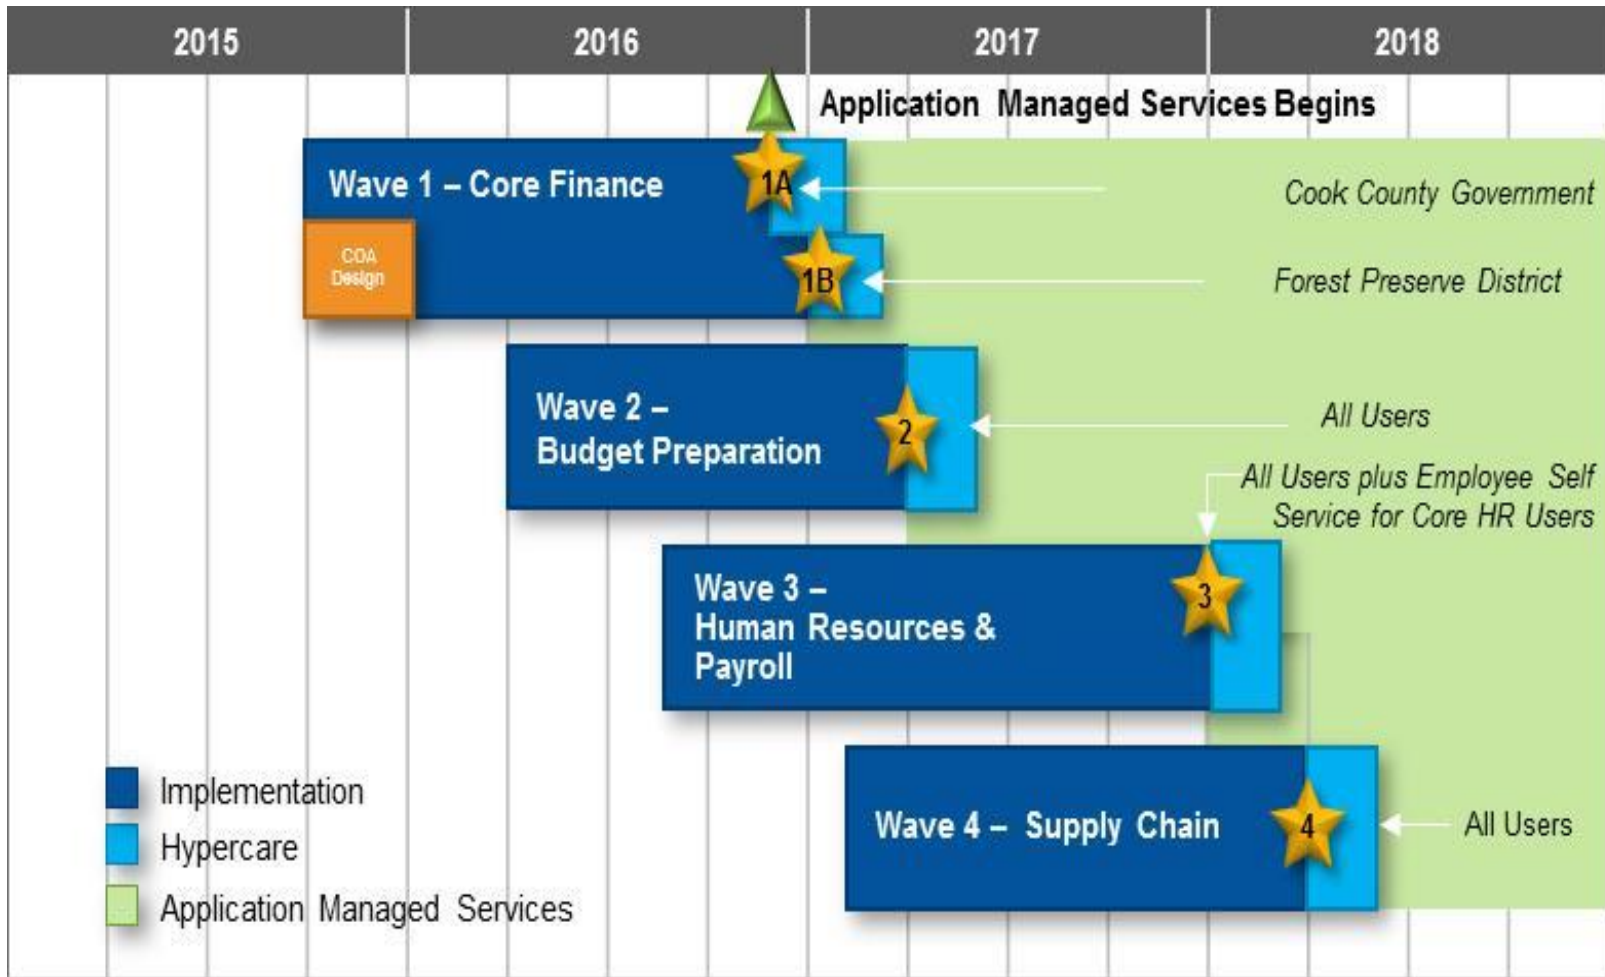 2015 2016 2017 2018
Application Managed Services Begins
Wave 1 – Core Finance
1A
Cook County Government
COA
Design
1B
Forest Preserve District
Wave 2 –
Budget Preparation
2
All Users
All Users plus Employee Self
Service for Core HR Users
Wave 3 –
Human Resources &
Payroll
3
Wave 4 – Supply Chain
4
All Users
Implementation
Hypercare
Application Managed Services